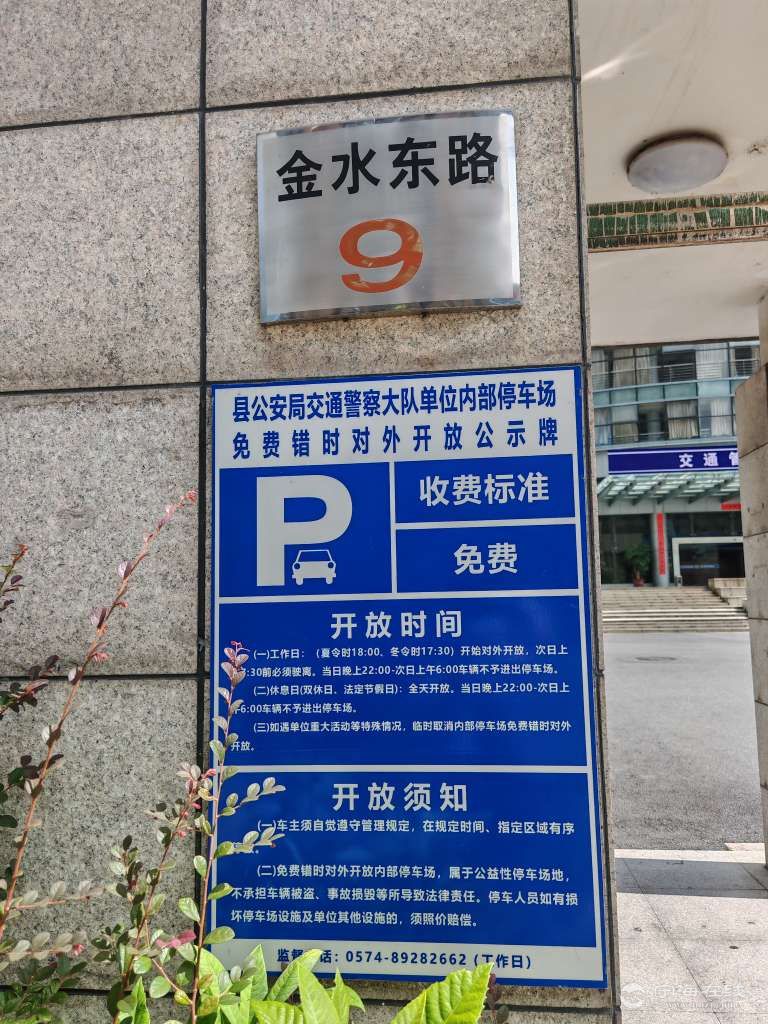 金水东路
9
县公安局交通警察大队单位内部停车场
免费错时对外开放公示牌
P
收费标准
免费
开放时间
(一)工作日：（夏令时18:00、冬令时17:30）开始对外开放，次日上
:30前必须驶离。当日晚上22:00-次日上午6:00车辆不予进出停车场。
(二)休息日(双休日、法定节假日)：全天开放。当日晚上22:00-次日上
午6:00车辆不予进出停车场。
(三)如遇单位重大活动等特殊情况，临时取消内部停车场免费错时对外
开放。
开放须知
(一)车主须自觉遵守管理规定，在规定时间、指定区域有序
(二)免费错时对外开放内部停车场，属于公益性停车场地，
不承担车辆被盗、事故损毁等所导致法律责任。停车人员如有损
坏停车场设施及单位其他设施的，须照价赔偿。
监督 话：0574-89282662（工作日）
交通